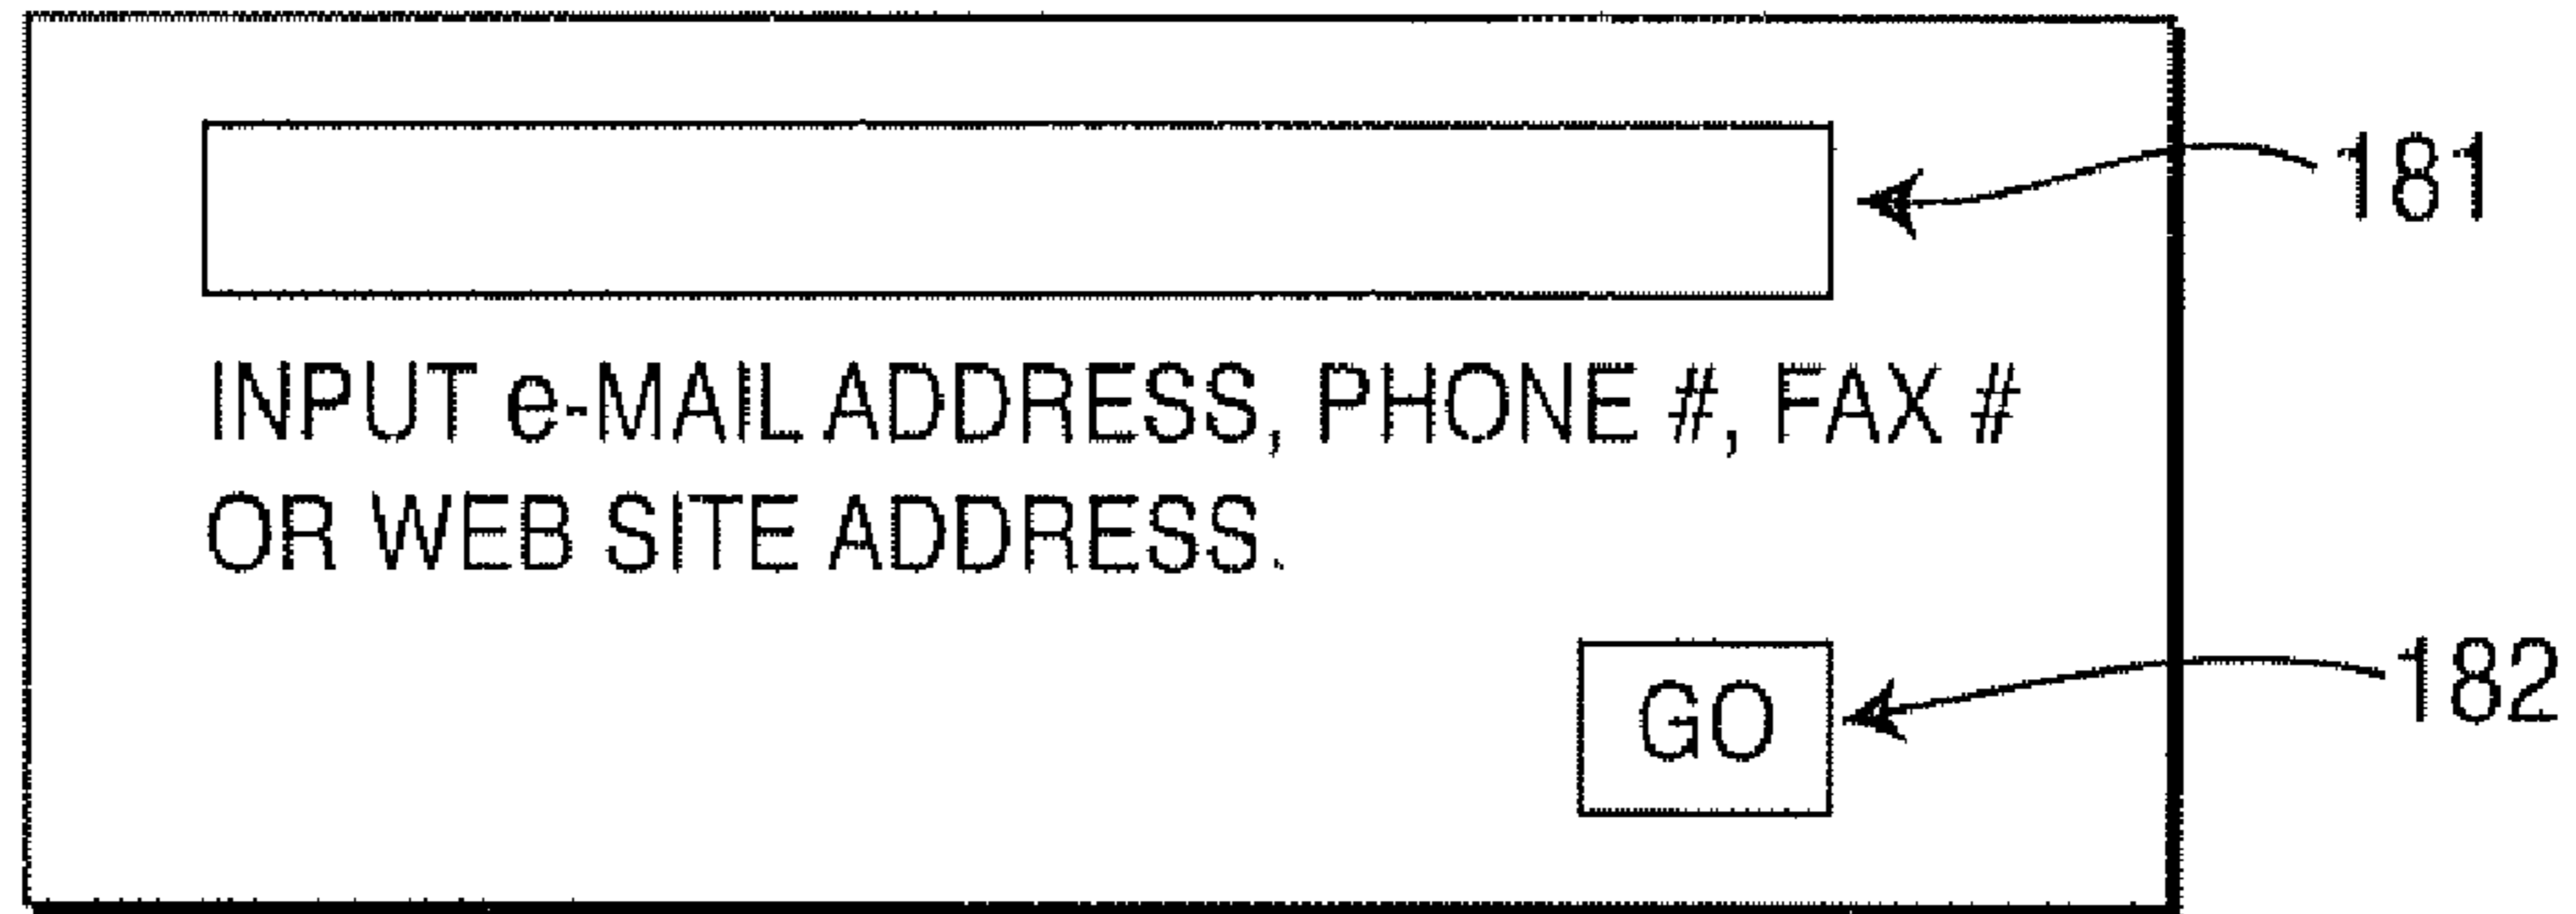 181
INPUT e-MAIL ADDRESS, PHONE #, FAX #
OR WEB SITE ADDRESS.
GO
182